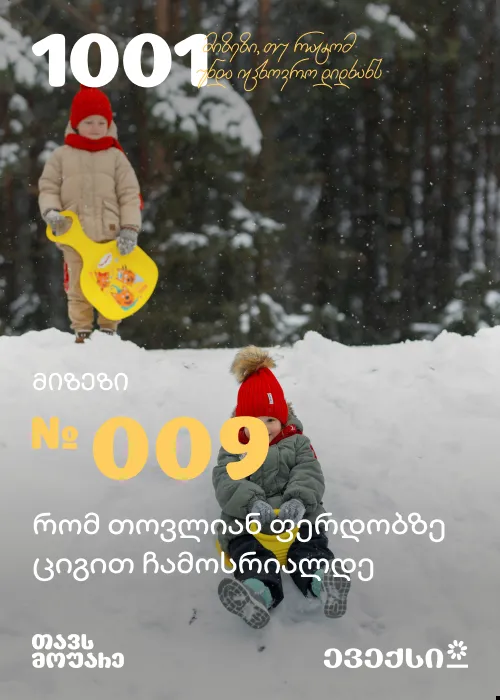 1001 მიზეზი, თუ რატომ
უნდა იცხოვრო დიდხანს
მიზეზი
№ 009
რომ თოვლიან ფერდობზე
ციგით ჩამოსრიალდე
თავს
მოუარე
ევექსი